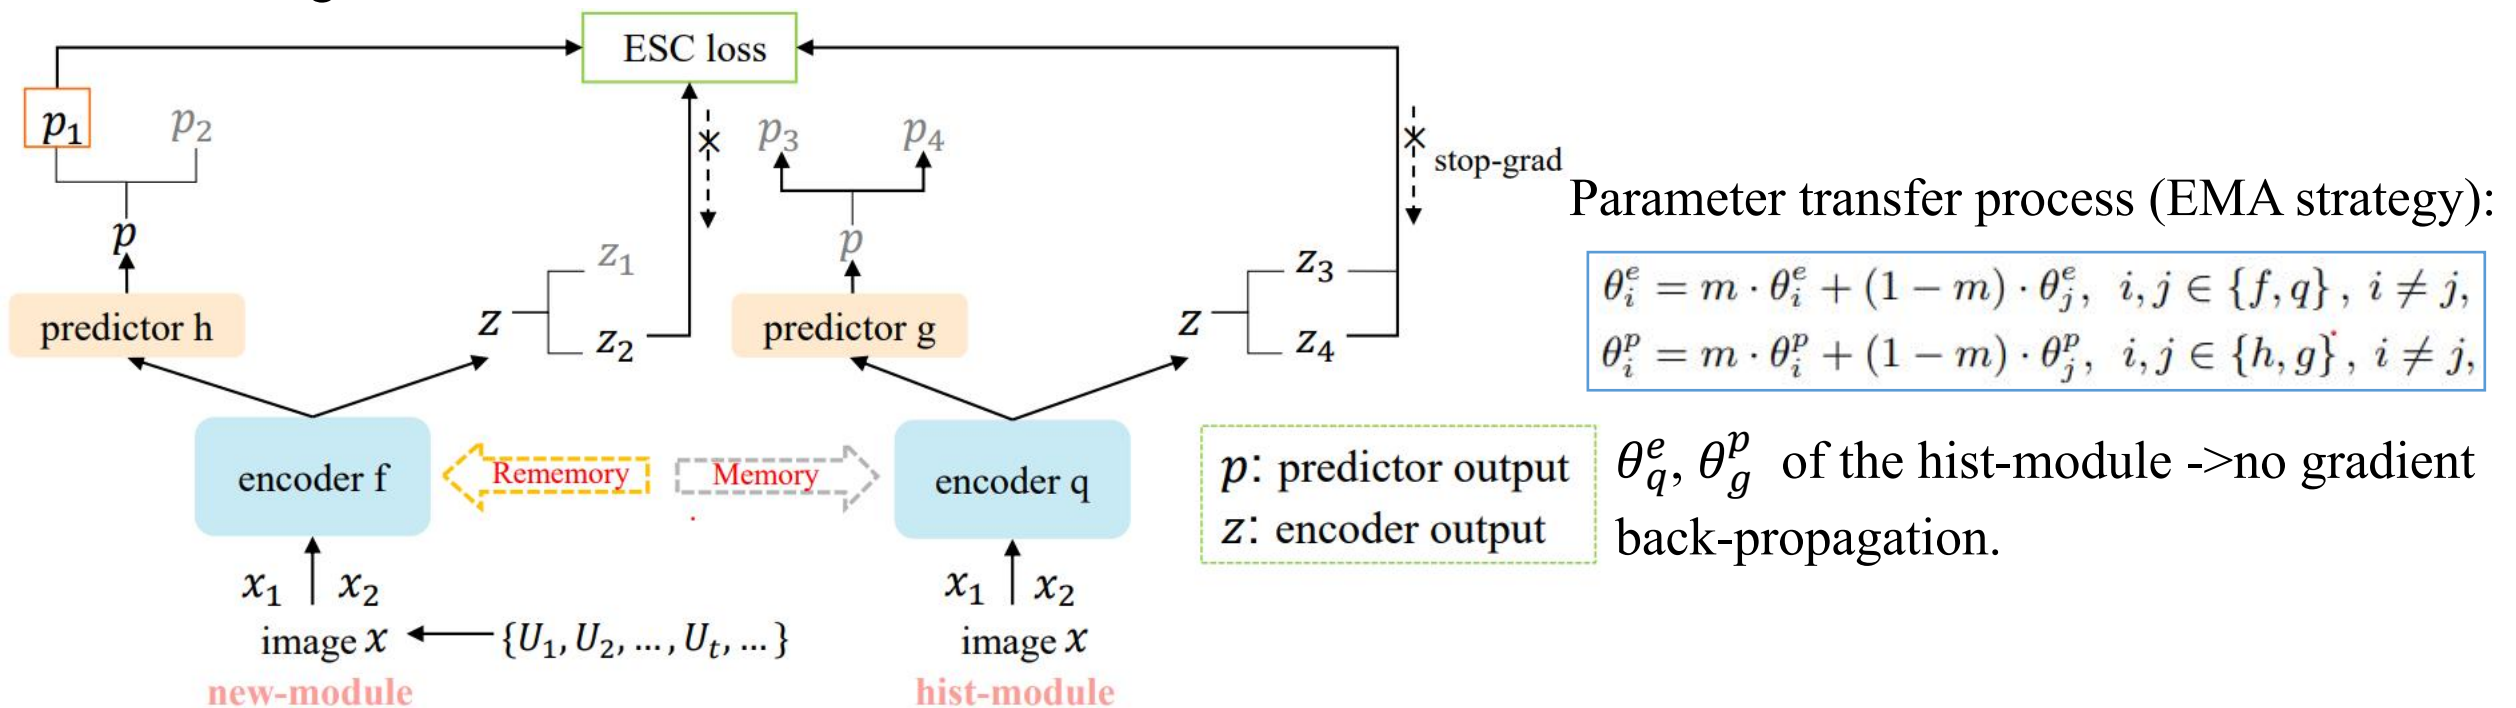 ESC loss
p₁
p₂
p₃
p₄
stop-grad
Parameter transfer process (EMA strategy):
p
p
z₁
z₃
z
z₂
z
z₄
predictor h
predictor g
θᵢᵉ = m · θᵢᵉ + (1 − m) · θⱼᵉ, i, j ∈ {f, q}, i ≠ j,
θᵢᵖ = m · θᵢᵖ + (1 − m) · θⱼᵖ, i, j ∈ {h, g}, i ≠ j,
encoder f
Rememory
Memory
encoder q
p: predictor output
z: encoder output
θ_q^e, θ_g^p of the hist-module ->no gradient
back-propagation.
x₁ x₂
x₁ x₂
image x
{U₁, U₂, ..., Uₜ, ...}
image x
new-module
hist-module